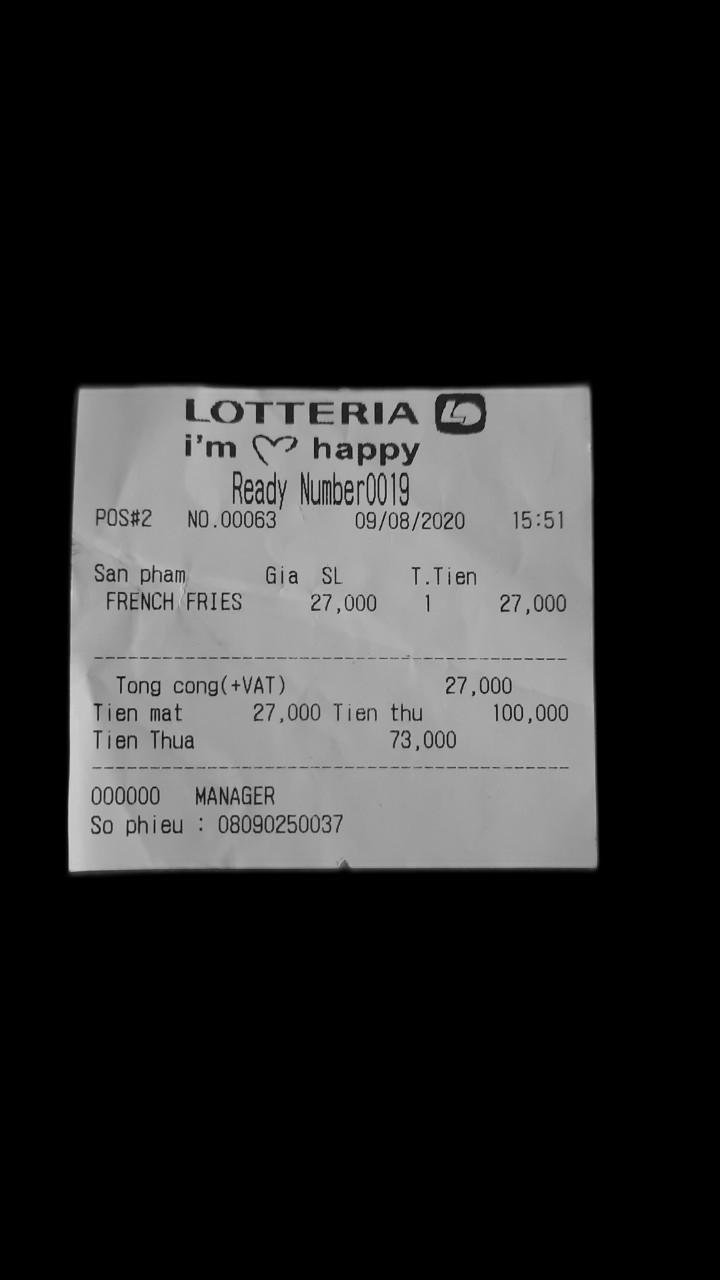 LOTTERIA
i'm happy
Ready Number0019
POS#2 NO.00063 09/08/2020 15:51
San pham Gia SL T.Tien
FRENCH FRIES 27,000 1 27,000
Tong cong(+VAT) 27,000
Tien mat 27,000 Tien thu 100,000
Tien Thua 73,000
000000 MANAGER
So phieu : 08090250037